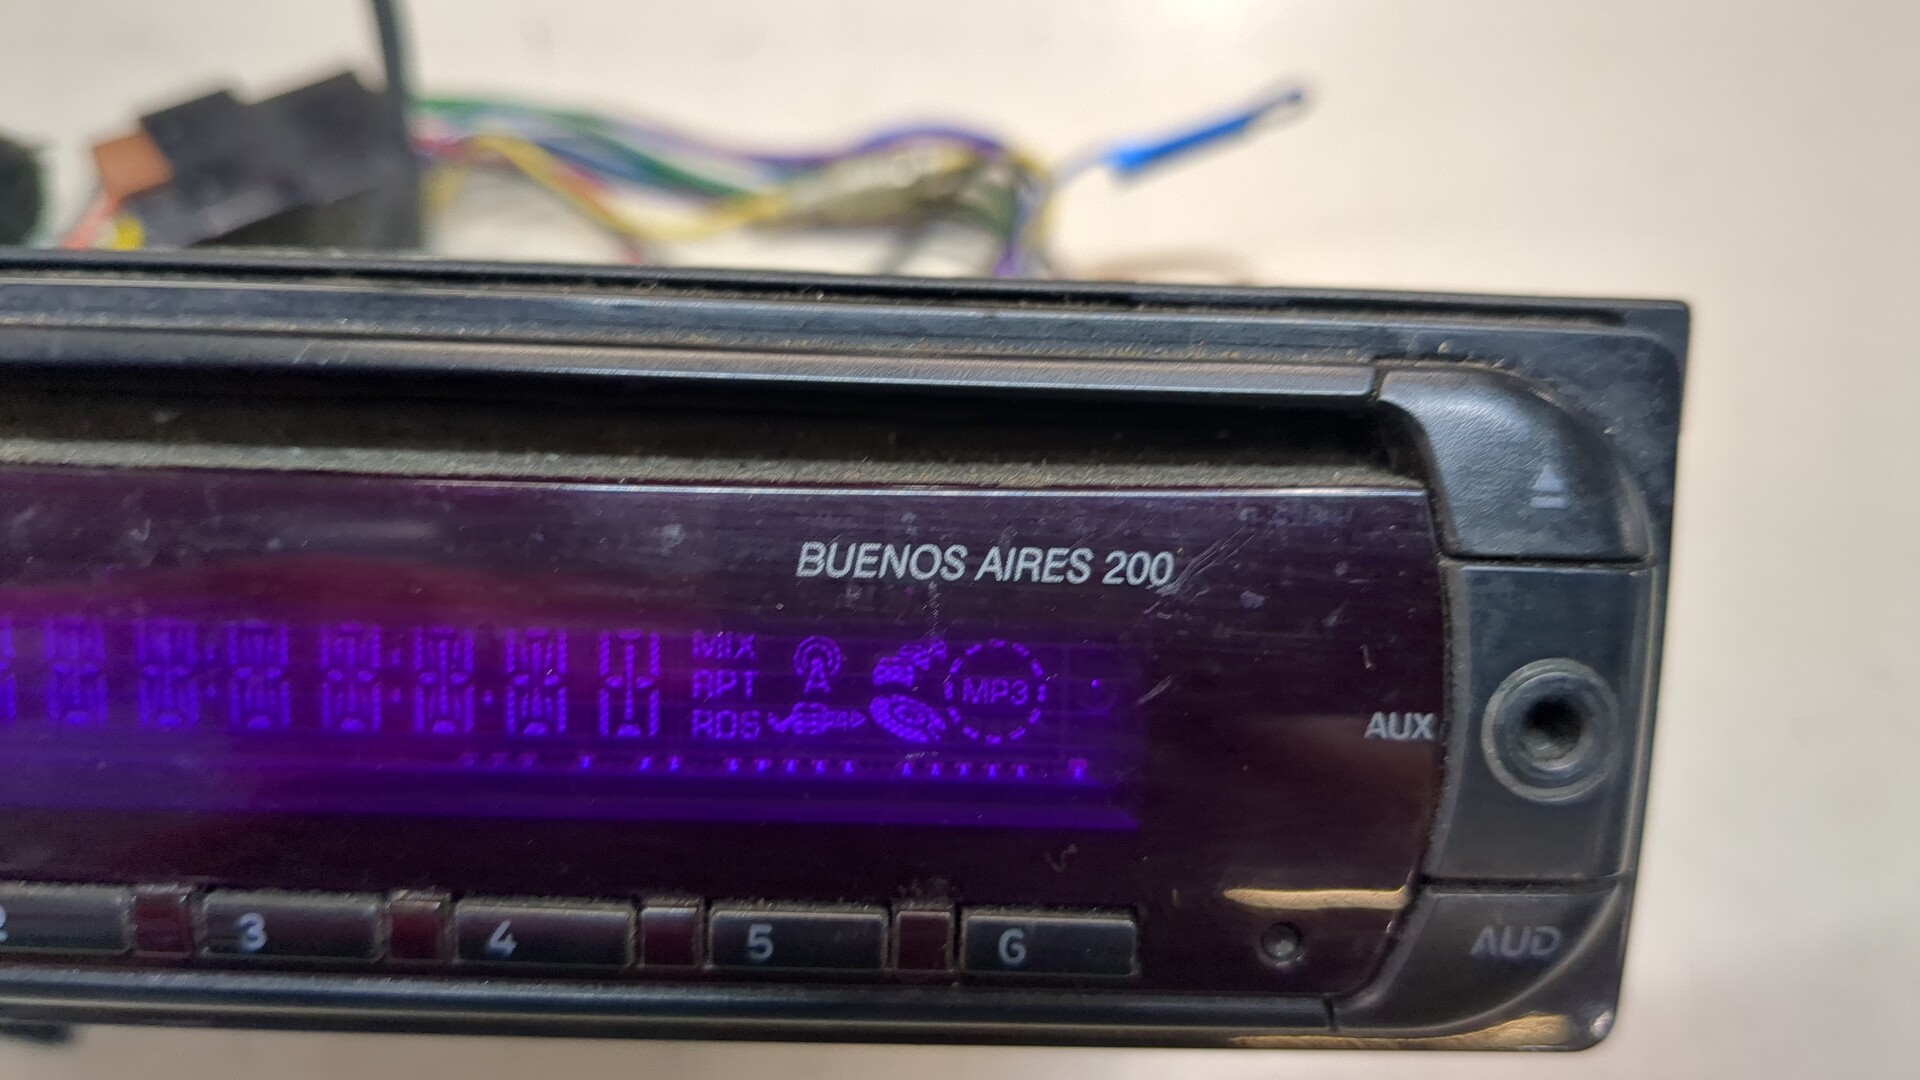 BUENOS AIRES 200
MIX
RPT
RDS
MP3
AUX
3
4
5
6
AUD